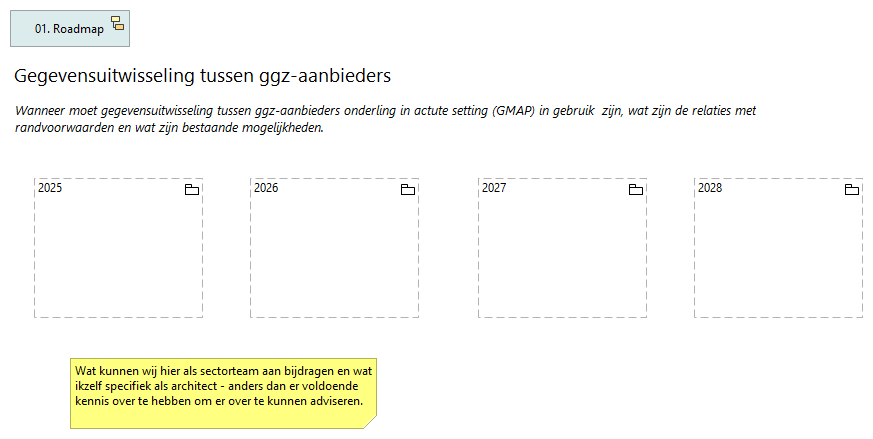 01. Roadmap
Gegevensuitwisseling tussen ggz-aanbieders
Wanneer moet gegevensuitwisseling tussen ggz-aanbieders onderling in actute setting (GMAP) in gebruik zijn, wat zijn de relaties met
randvoorwaarden en wat zijn bestaande mogelijkheden.
2025
2026
2027
2028
Wat kunnen wij hier als sectorteam aan bijdragen en wat
ikzelf specifiek als architect - anders dan er voldoende
kennis over te hebben om er over te kunnen adviseren.